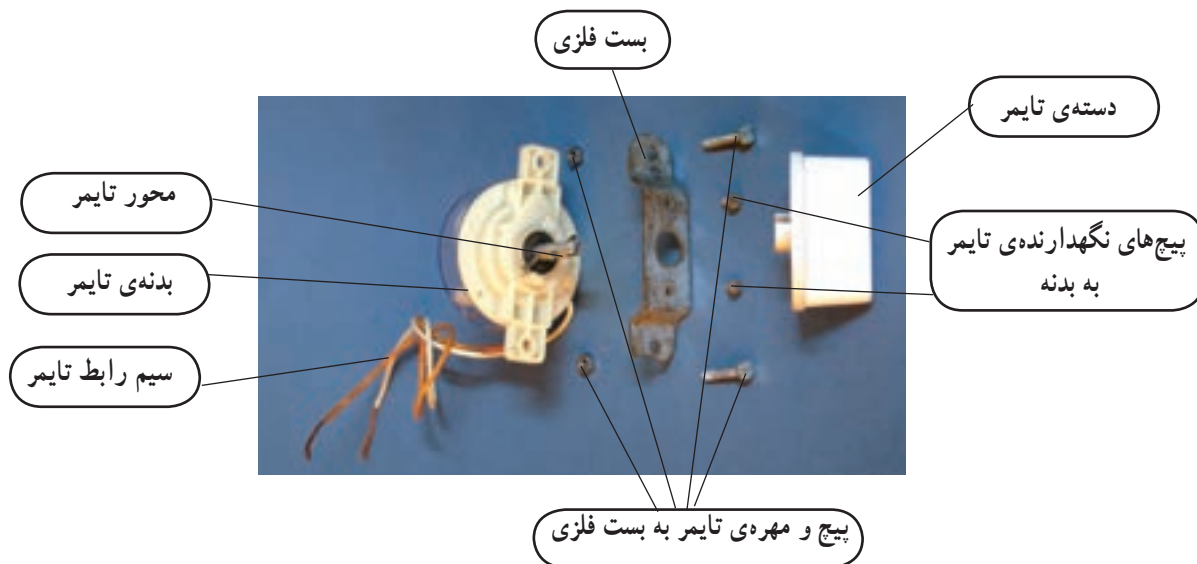 بست فلزی
دسته‌ی تایمر
محور تایمر
پیچ‌های نگهدارنده‌ی تایمر
به بدنه
بدنه‌ی تایمر
سیم رابط تایمر
پیچ و مهره‌ی تایمر به بست فلزی